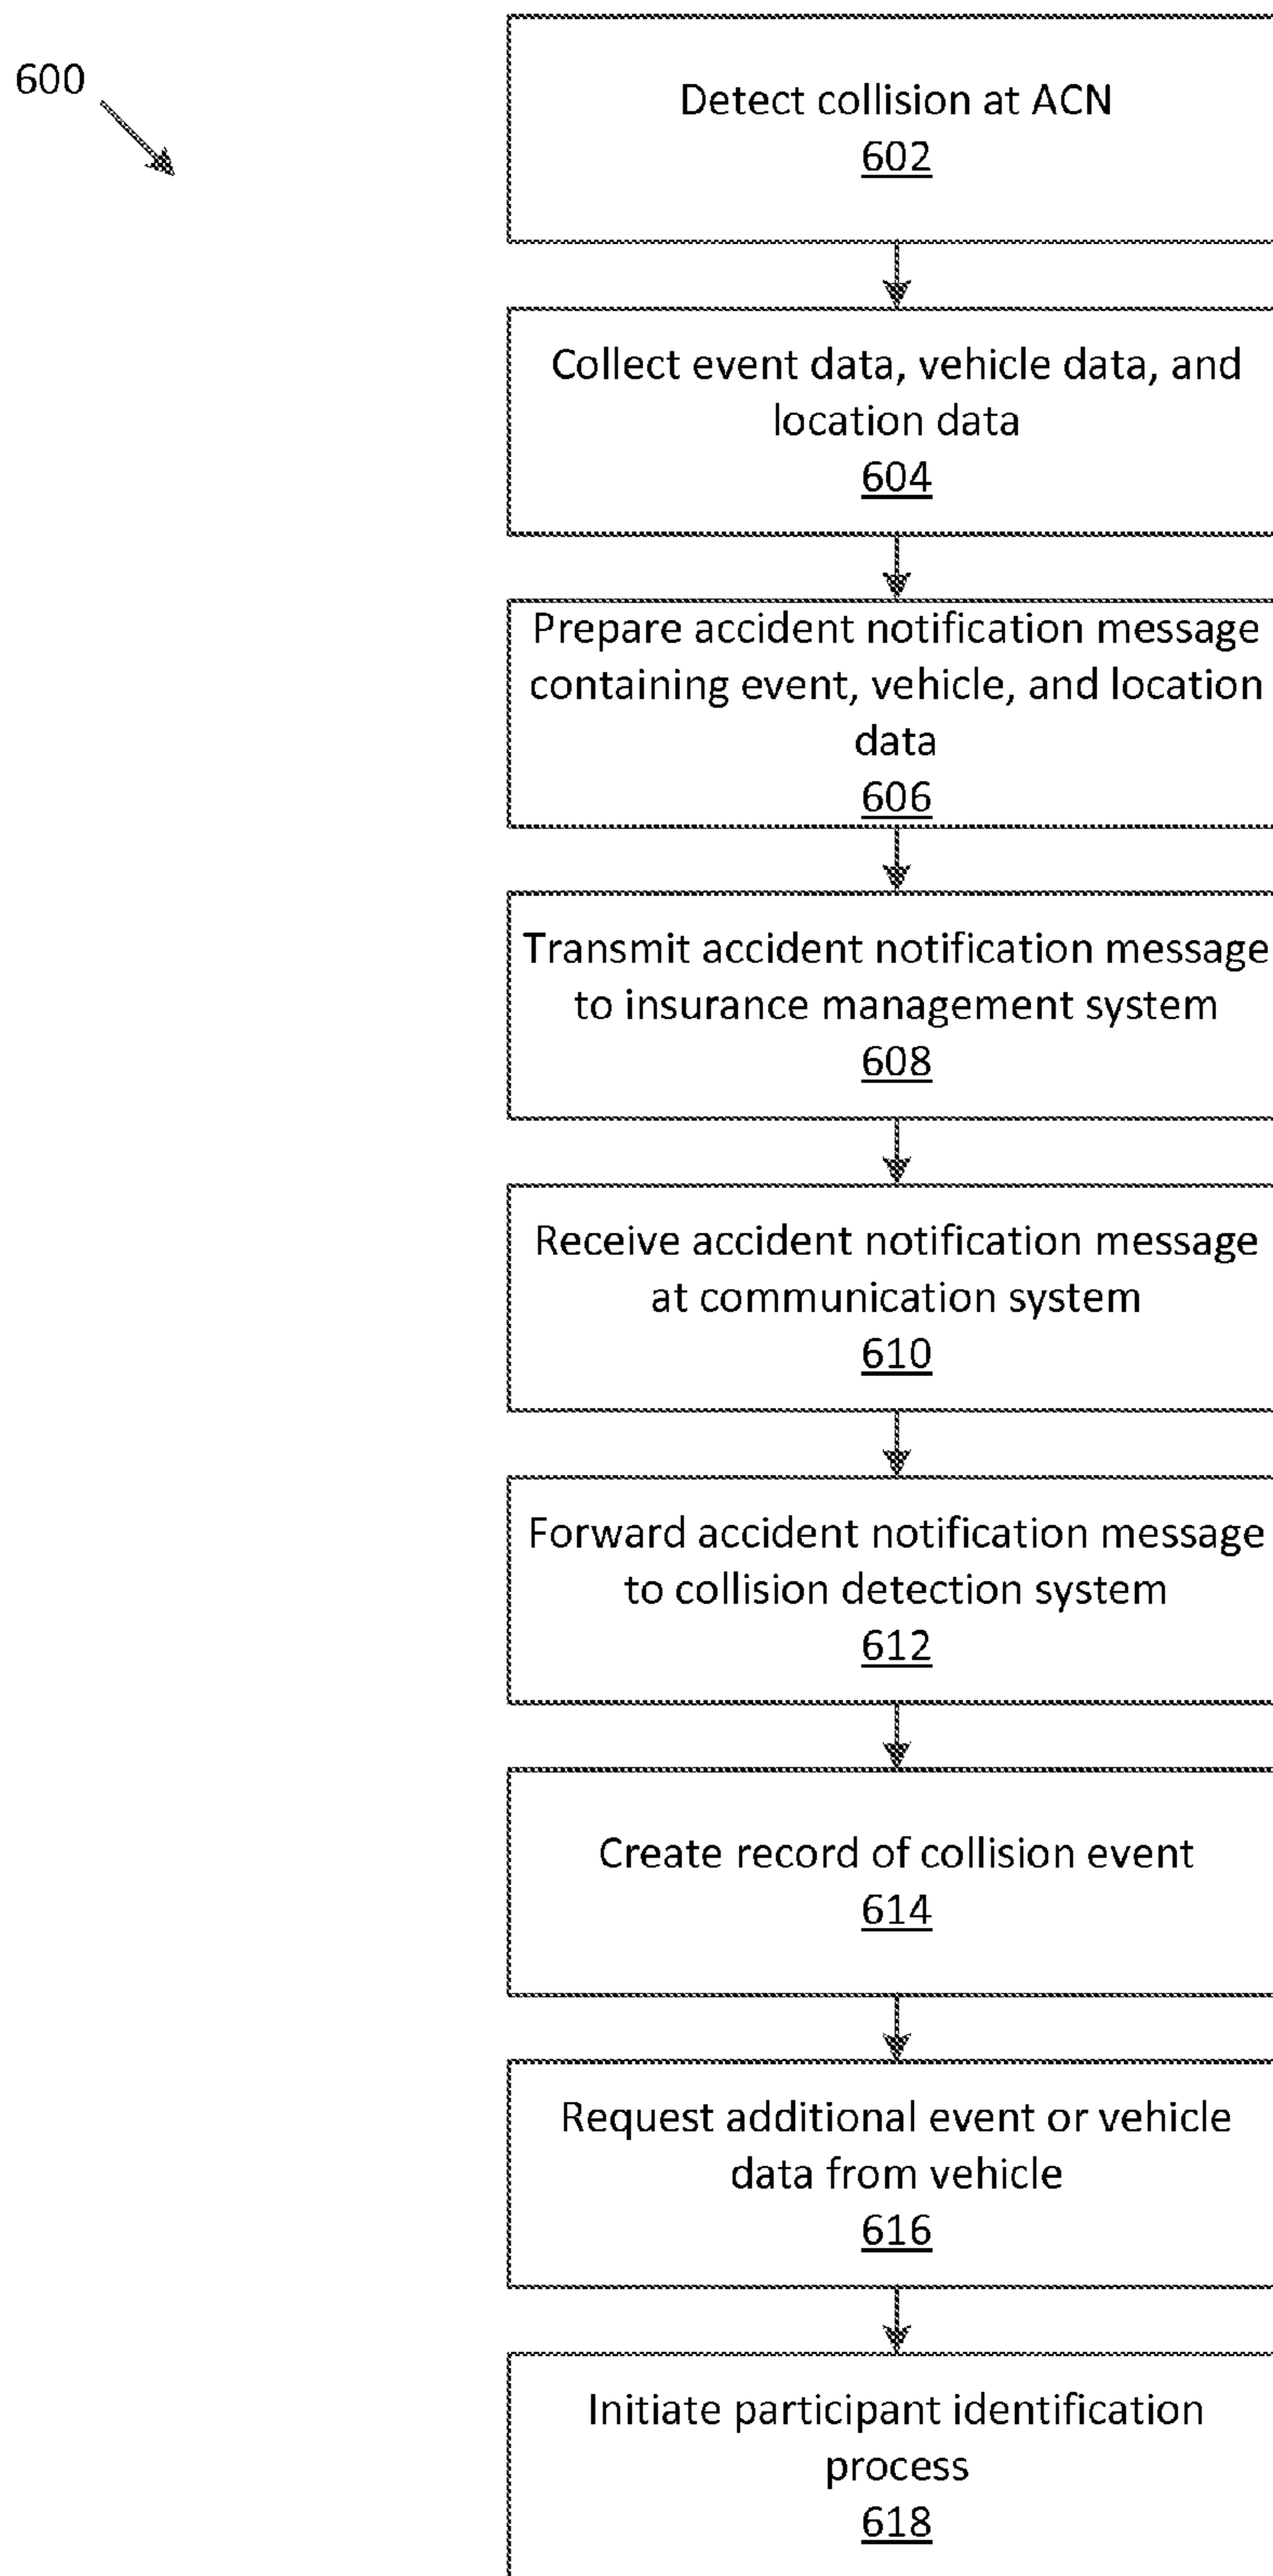 600
Detect collision at ACN
602
Collect event data, vehicle data, and
location data
604
Prepare accident notification message
containing event, vehicle, and location
data
606
Transmit accident notification message
to insurance management system
608
Receive accident notification message
at communication system
610
Forward accident notification message
to collision detection system
612
Create record of collision event
614
Request additional event or vehicle
data from vehicle
616
Initiate participant identification
process
618